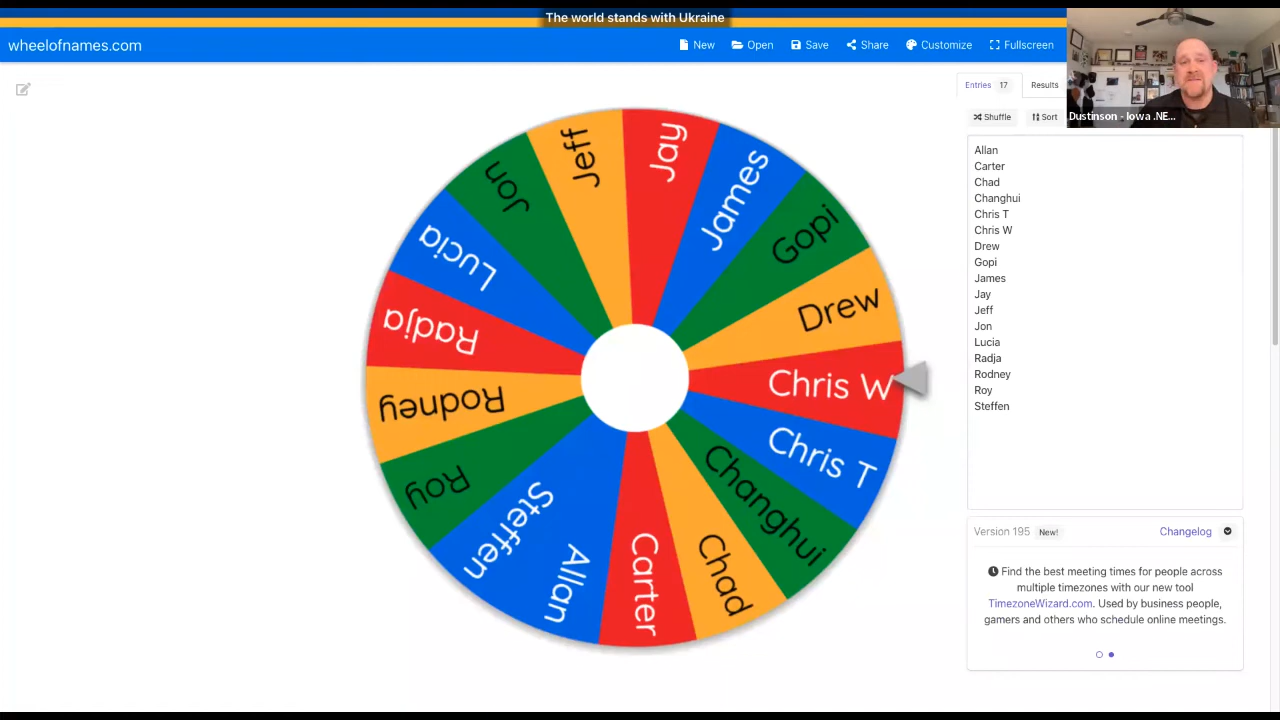 The world stands with Ukraine
wheelofnames.com
New
Open
Save
Share
Customize
Fullscreen
Dustinson - Iowa .NE...
Entries 17
Results
Shuffle
Sort
Allan
Carter
Chad
Changhui
Chris T
Chris W
Drew
Gopi
James
Jay
Jeff
Jon
Lucia
Radja
Rodney
Roy
Steffen
Jay
James
Gopi
Drew
Chris W
Chris T
Changhui
Chad
Carter
Allan
Steffen
Roy
Rodney
Radja
Lucia
Jon
Jeff
Version 195 New!
Changelog
Find the best meeting times for people across
multiple timezones with our new tool
TimezoneWizard.com. Used by business people,
gamers and others who schedule online meetings.